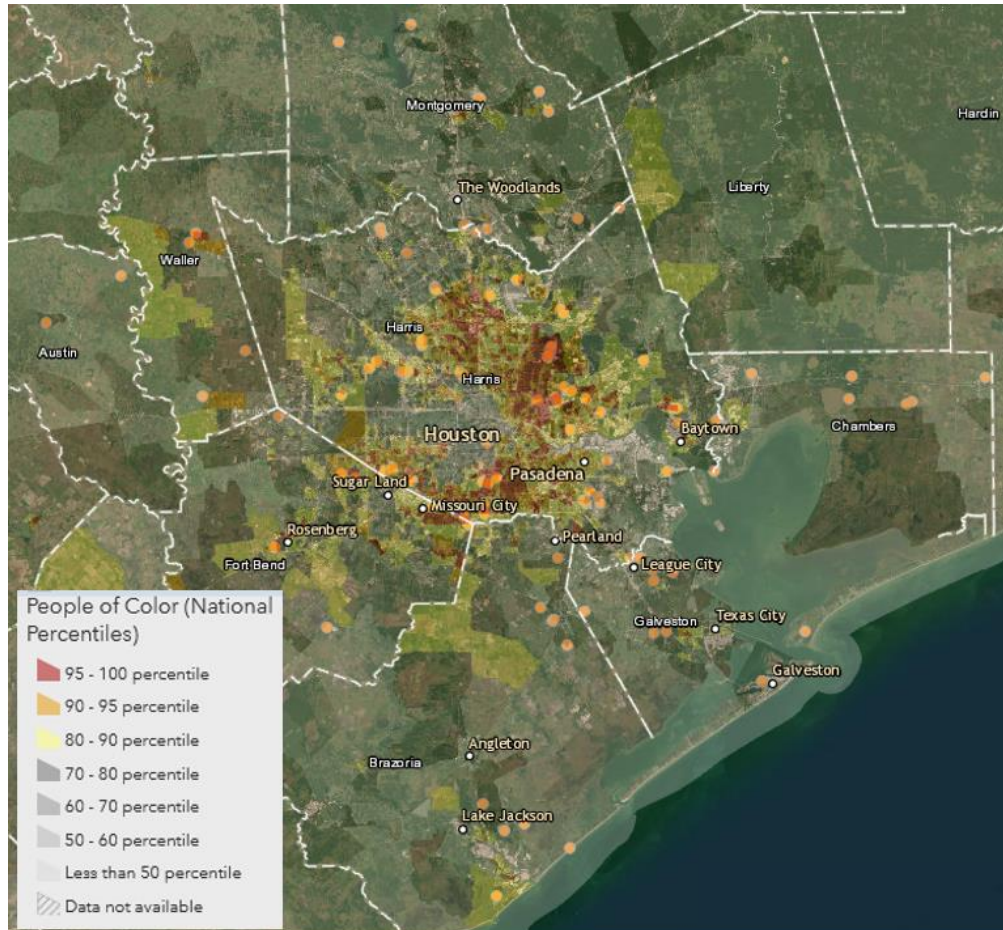 Montgomery
Hardin
The Woodlands
Liberty
Waller
Harris
Austin
Harris
Houston
Baytown
Chambers
Pasadena
Sugar Land
Missouri City
Rosenberg
Pearland
Fort Bend
League City
Galveston
Texas City
Galveston
Angleton
Brazoria
Lake Jackson
People of Color (National
Percentiles)
95 - 100 percentile
90 - 95 percentile
80 - 90 percentile
70 - 80 percentile
60 - 70 percentile
50 - 60 percentile
Less than 50 percentile
Data not available